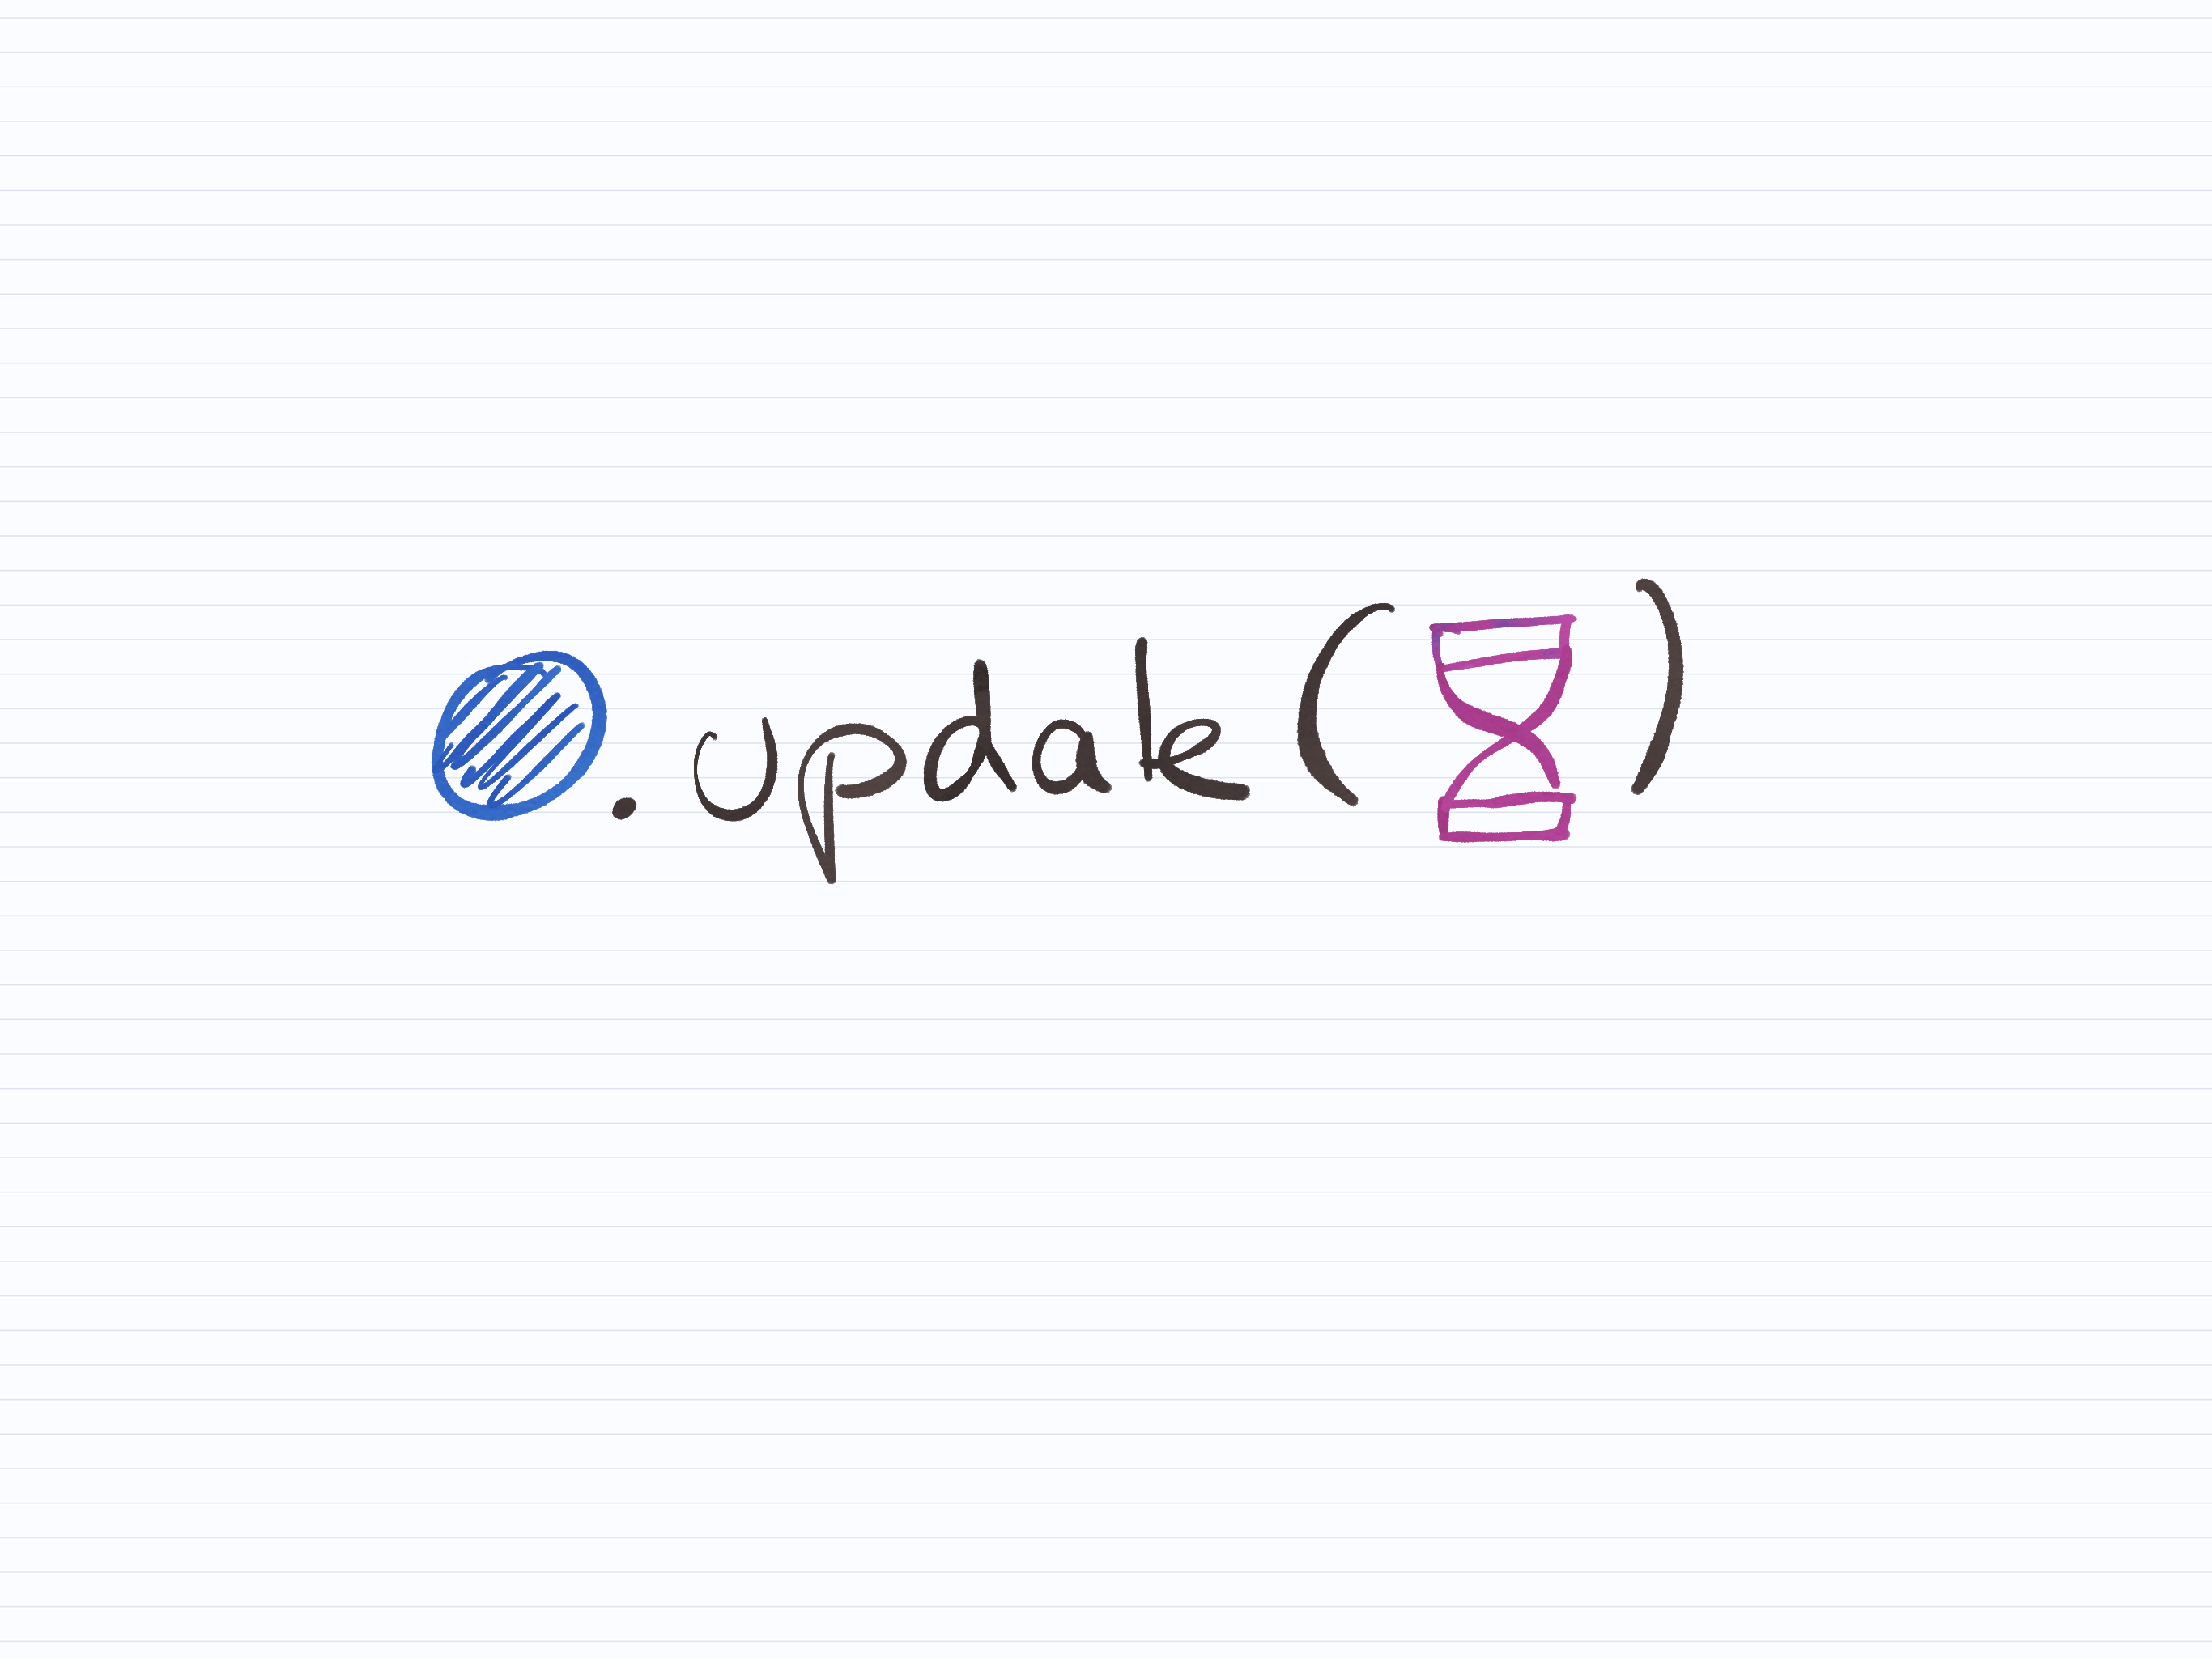 . update ( )